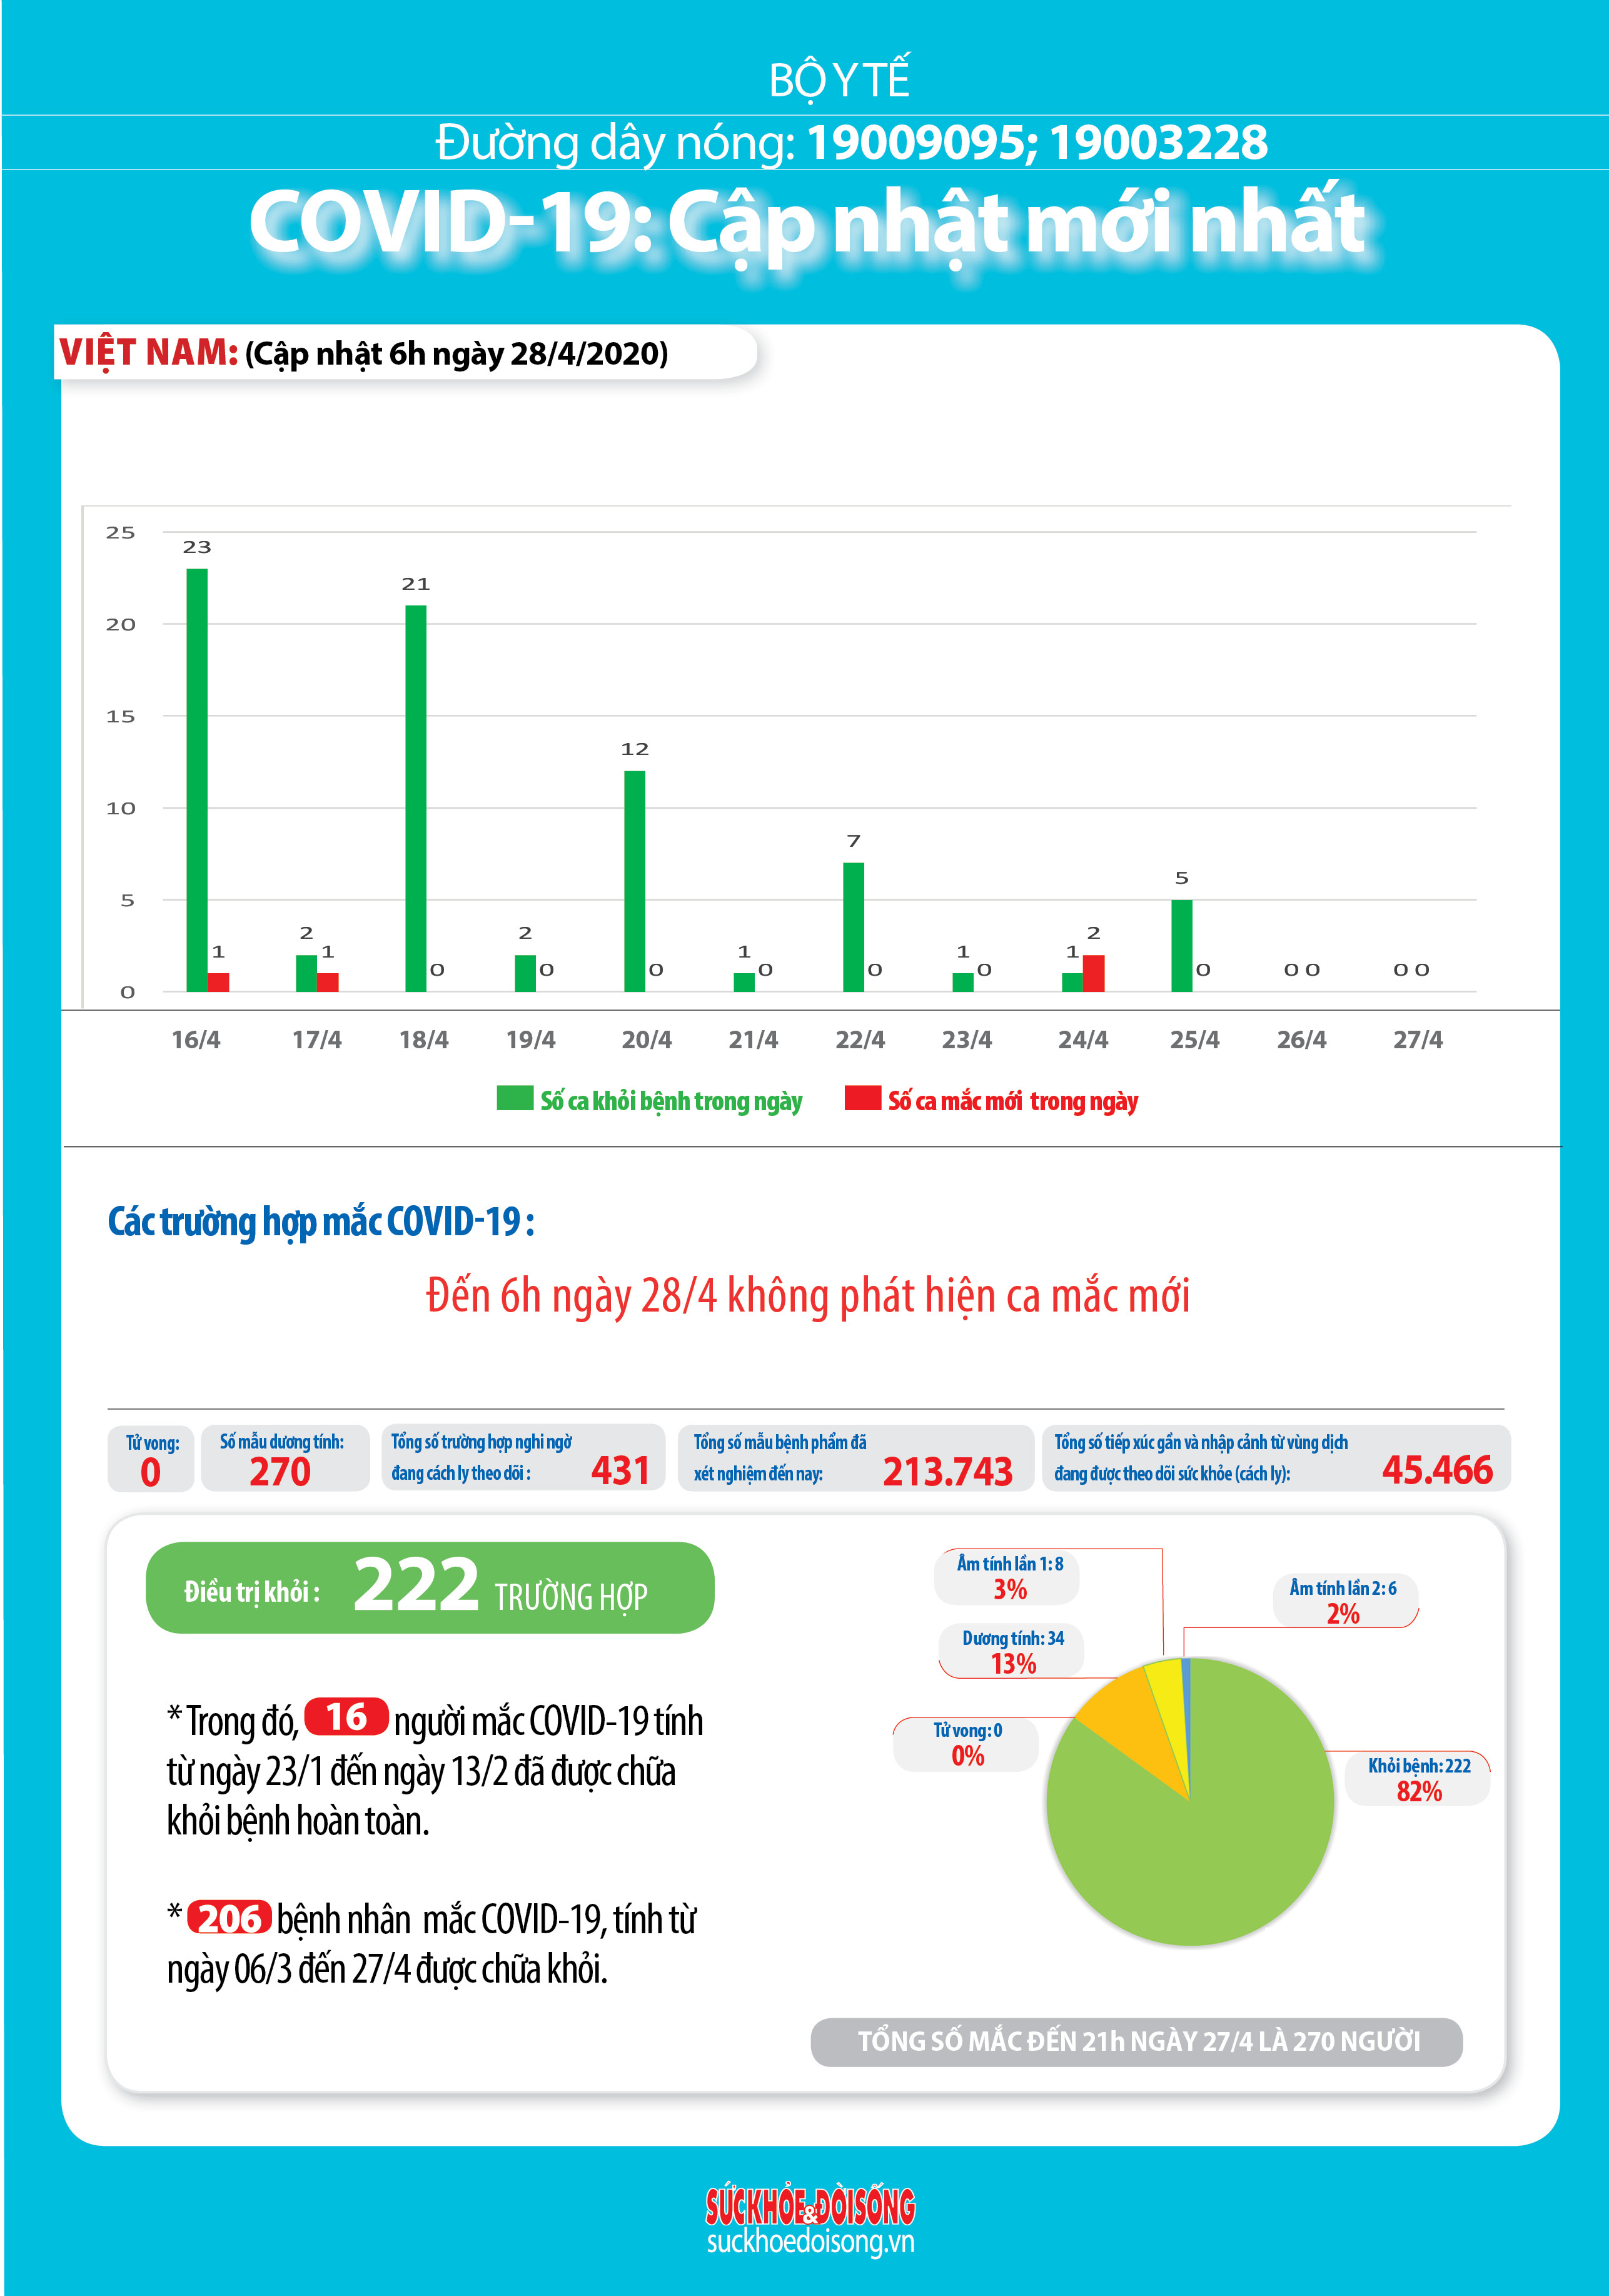 BỘ Y TẾ
Đường dây nóng: 19009095; 19003228
COVID-19: Cập nhật mới nhất
VIỆT NAM: (Cập nhật 6h ngày 28/4/2020)
25
20
15
10
5
0
23 1
2 1
21 0
2 0
12 0
1 0
7 0
1 0
1 2
5 0
0 0
0 0
16/4 17/4 18/4 19/4 20/4 21/4 22/4 23/4 24/4 25/4 26/4 27/4
Số ca khỏi bệnh trong ngày Số ca mắc mới trong ngày
Các trường hợp mắc COVID-19 :
Đến 6h ngày 28/4 không phát hiện ca mắc mới
Tử vong:
0
Số mẫu dương tính:
270
Tổng số trường hợp nghi ngờ
đang cách ly theo dõi : 431
Tổng số mẫu bệnh phẩm đã
xét nghiệm đến nay: 213.743
Tổng số tiếp xúc gần và nhập cảnh từ vùng dịch
đang được theo dõi sức khỏe (cách ly): 45.466
Điều trị khỏi : 222 TRƯỜNG HỢP
* Trong đó, 16 người mắc COVID-19 tính
từ ngày 23/1 đến ngày 13/2 đã được chữa
khỏi bệnh hoàn toàn.
* 206 bệnh nhân mắc COVID-19, tính từ
ngày 06/3 đến 27/4 được chữa khỏi.
Âm tính lần 1: 8
3%
Âm tính lần 2: 6
2%
Dương tính: 34
13%
Tử vong: 0
0%
Khỏi bệnh: 222
82%
TỔNG SỐ MẮC ĐẾN 21h NGÀY 27/4 LÀ 270 NGƯỜI
SỨC KHỎE & ĐỜI SỐNG
suckhoedoisong.vn